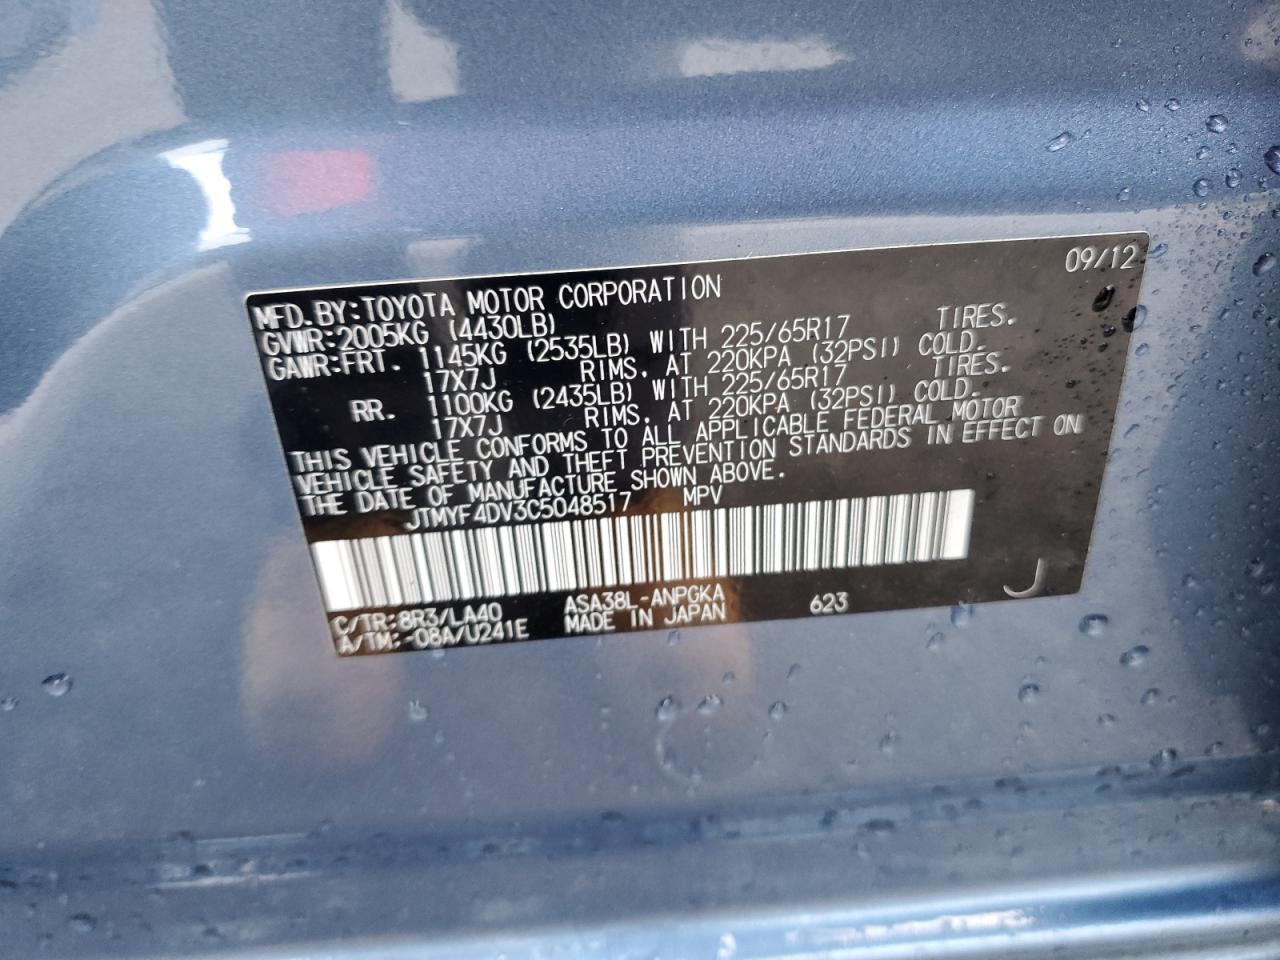 09/12
MFD.BY:TOYOTA MOTOR CORPORATION
GVWR:2005KG (4430LB)
GAWR:FRT. 1145KG (2535LB) WITH 225/65R17 TIRES.
17X7J RIMS, AT 220KPA (32PSI) COLD.
RR. 1100KG (2435LB) WITH 225/65R17 TIRES.
17X7J RIMS, AT 220KPA (32PSI) COLD.
THIS VEHICLE CONFORMS TO ALL APPLICABLE FEDERAL MOTOR
VEHICLE SAFETY AND THEFT PREVENTION STANDARDS IN EFFECT ON
THE DATE OF MANUFACTURE SHOWN ABOVE.
JTMYF4DV3C5048517 MPV
C/TR:8R3/LA40 ASA38L-ANPGKA 623
A/TM:-08A/U241E MADE IN JAPAN
J